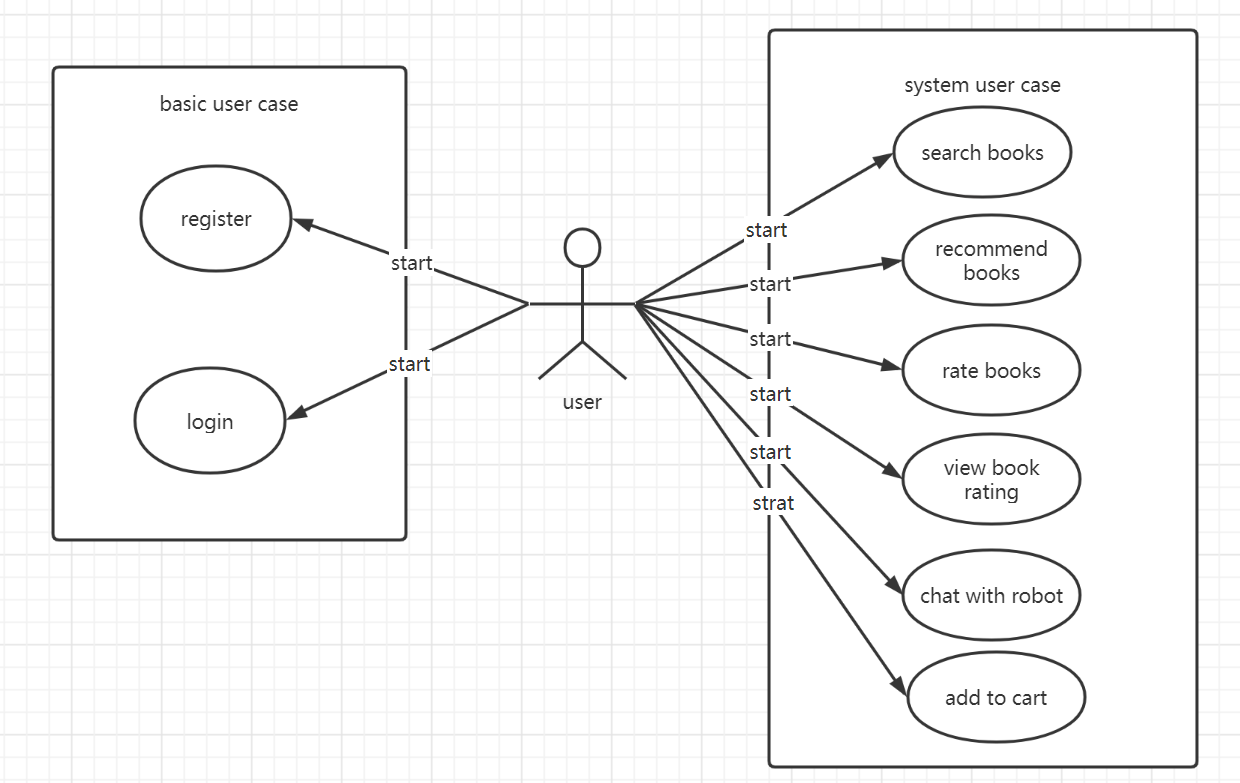 basic user case
register
login
start
start
user
system user case
search books
recommend
books
rate books
view book
rating
chat with robot
add to cart
start
start
start
start
start
strat